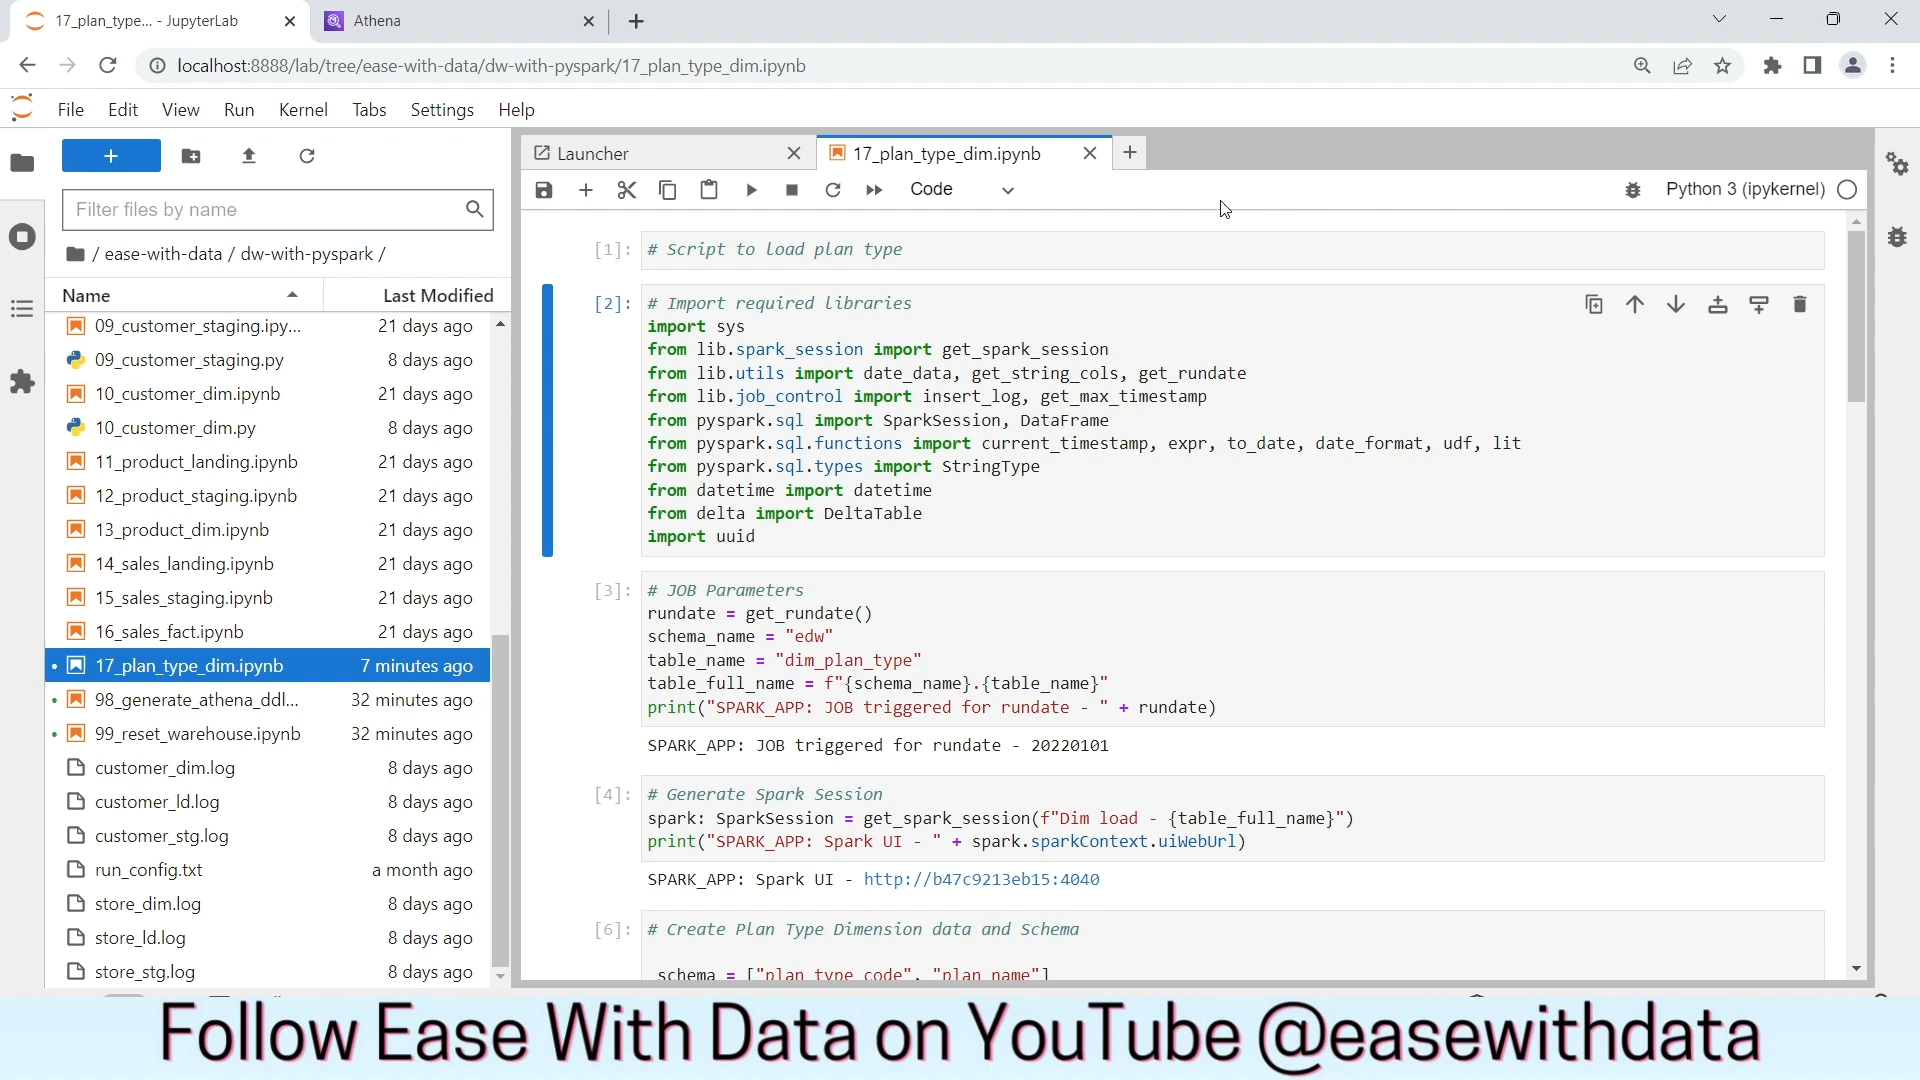 17_plan_type... - JupyterLab
Athena
localhost:8888/lab/tree/ease-with-data/dw-with-pyspark/17_plan_type_dim.ipynb
File Edit View Run Kernel Tabs Settings Help
Launcher
17_plan_type_dim.ipynb
Code
Python 3 (ipykernel)
Filter files by name
/ ease-with-data / dw-with-pyspark /
Name Last Modified
09_customer_staging.ipy... 21 days ago
09_customer_staging.py 8 days ago
10_customer_dim.ipynb 21 days ago
10_customer_dim.py 8 days ago
11_product_landing.ipynb 21 days ago
12_product_staging.ipynb 21 days ago
13_product_dim.ipynb 21 days ago
14_sales_landing.ipynb 21 days ago
15_sales_staging.ipynb 21 days ago
16_sales_fact.ipynb 21 days ago
17_plan_type_dim.ipynb 7 minutes ago
98_generate_athena_ddl... 32 minutes ago
99_reset_warehouse.ipynb 32 minutes ago
customer_dim.log 8 days ago
customer_ld.log 8 days ago
customer_stg.log 8 days ago
run_config.txt a month ago
store_dim.log 8 days ago
store_ld.log 8 days ago
store_stg.log 8 days ago
[1]: # Script to load plan type
[2]: # Import required libraries
import sys
from lib.spark_session import get_spark_session
from lib.utils import date_data, get_string_cols, get_rundate
from lib.job_control import insert_log, get_max_timestamp
from pyspark.sql import SparkSession, DataFrame
from pyspark.sql.functions import current_timestamp, expr, to_date, date_format, udf, lit
from pyspark.sql.types import StringType
from datetime import datetime
from delta import DeltaTable
import uuid
[3]: # JOB Parameters
rundate = get_rundate()
schema_name = "edw"
table_name = "dim_plan_type"
table_full_name = f"{schema_name}.{table_name}"
print("SPARK_APP: JOB triggered for rundate - " + rundate)
SPARK_APP: JOB triggered for rundate - 20220101
[4]: # Generate Spark Session
spark: SparkSession = get_spark_session(f"Dim load - {table_full_name}")
print("SPARK_APP: Spark UI - " + spark.sparkContext.uiWebUrl)
SPARK_APP: Spark UI - http://b47c9213eb15:4040
[6]: # Create Plan Type Dimension data and Schema
schema = ["plan_type_code", "plan_name"]
Follow Ease With Data on YouTube @easewithdata